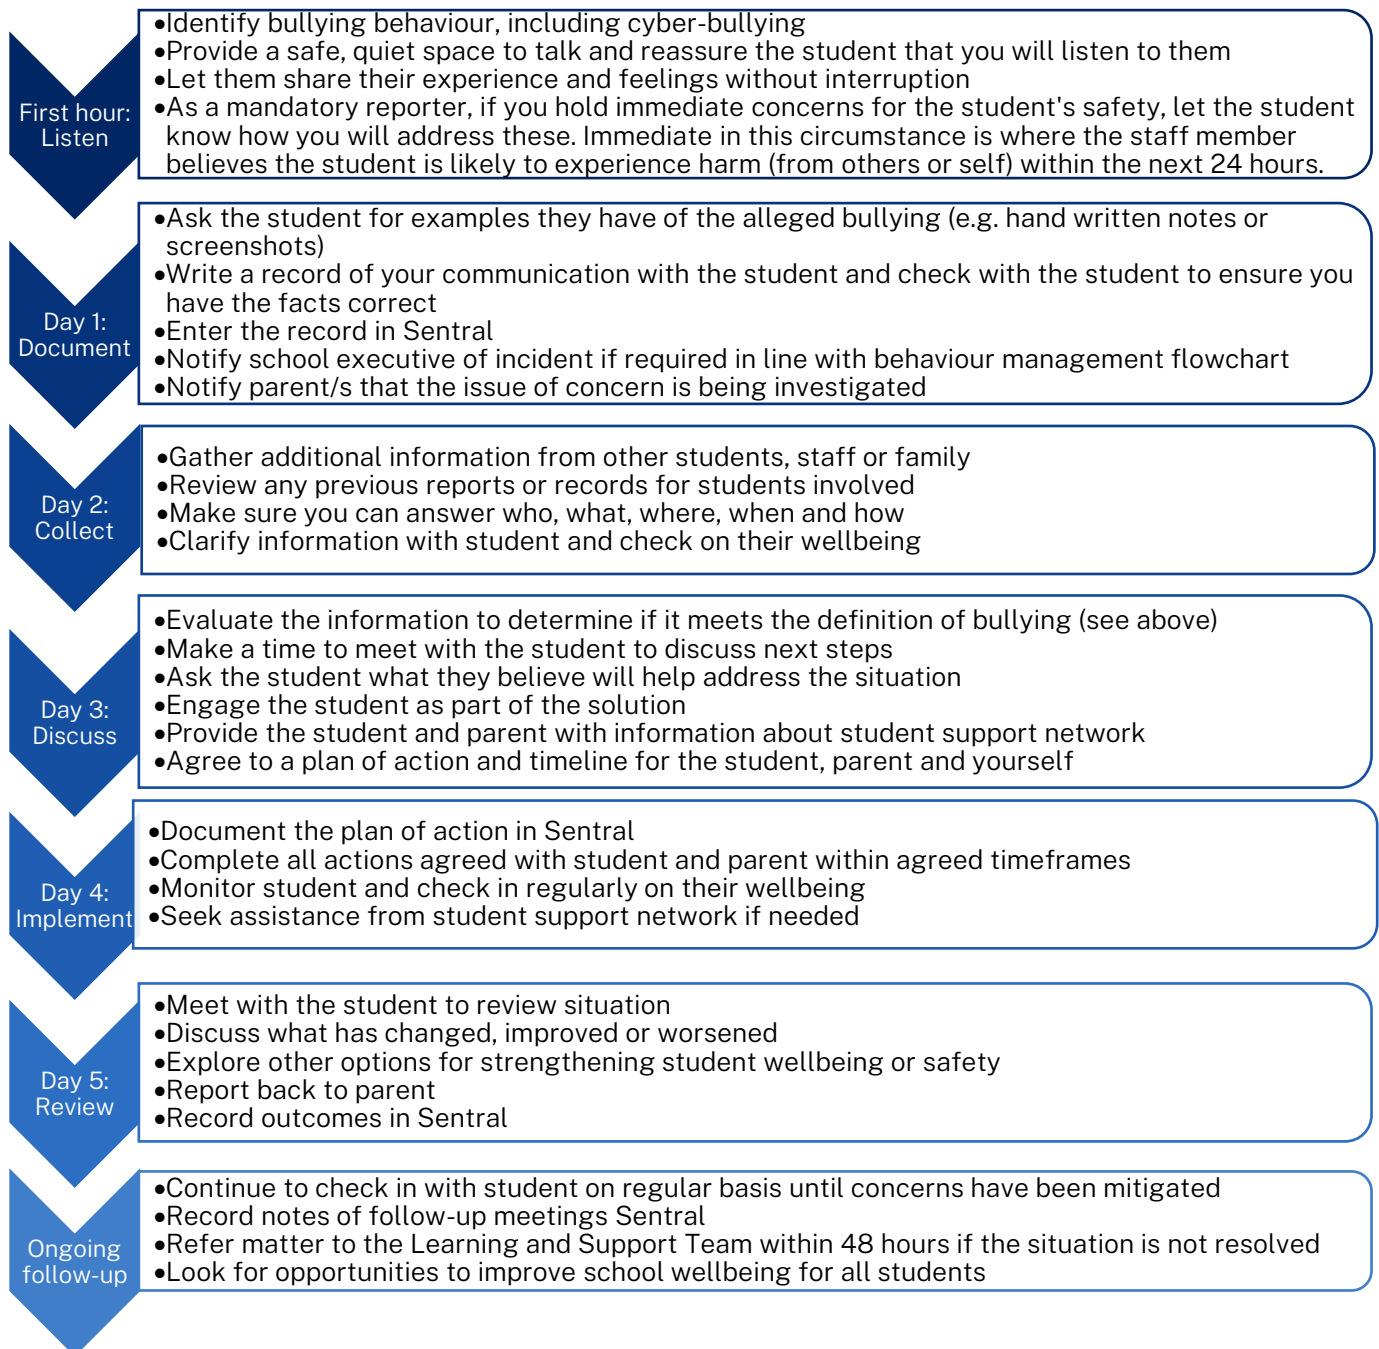 First hour:
Listen
•Identify bullying behaviour, including cyber-bullying
•Provide a safe, quiet space to talk and reassure the student that you will listen to them
•Let them share their experience and feelings without interruption
•As a mandatory reporter, if you hold immediate concerns for the student's safety, let the student
know how you will address these. Immediate in this circumstance is where the staff member
believes the student is likely to experience harm (from others or self) within the next 24 hours.
Day 1:
Document
•Ask the student for examples they have of the alleged bullying (e.g. hand written notes or
screenshots)
•Write a record of your communication with the student and check with the student to ensure you
have the facts correct
•Enter the record in Sentral
•Notify school executive of incident if required in line with behaviour management flowchart
•Notify parent/s that the issue of concern is being investigated
Day 2:
Collect
•Gather additional information from other students, staff or family
•Review any previous reports or records for students involved
•Make sure you can answer who, what, where, when and how
•Clarify information with student and check on their wellbeing
Day 3:
Discuss
•Evaluate the information to determine if it meets the definition of bullying (see above)
•Make a time to meet with the student to discuss next steps
•Ask the student what they believe will help address the situation
•Engage the student as part of the solution
•Provide the student and parent with information about student support network
•Agree to a plan of action and timeline for the student, parent and yourself
Day 4:
Implement
•Document the plan of action in Sentral
•Complete all actions agreed with student and parent within agreed timeframes
•Monitor student and check in regularly on their wellbeing
•Seek assistance from student support network if needed
Day 5:
Review
•Meet with the student to review situation
•Discuss what has changed, improved or worsened
•Explore other options for strengthening student wellbeing or safety
•Report back to parent
•Record outcomes in Sentral
Ongoing
follow-up
•Continue to check in with student on regular basis until concerns have been mitigated
•Record notes of follow-up meetings Sentral
•Refer matter to the Learning and Support Team within 48 hours if the situation is not resolved
•Look for opportunities to improve school wellbeing for all students